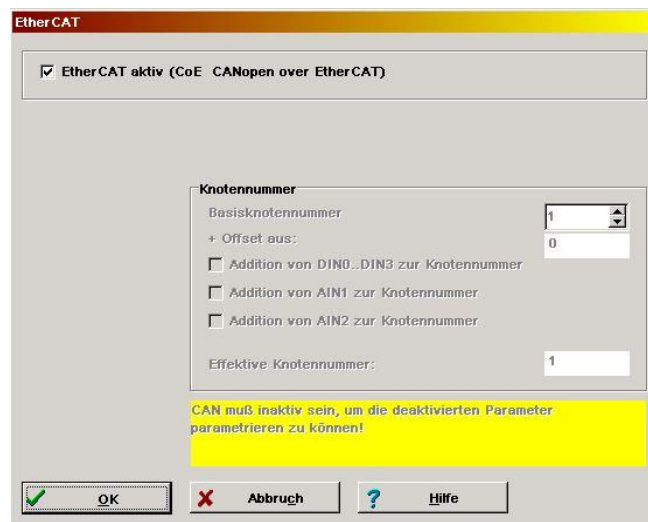 EtherCAT
EtherCAT aktiv (CoE CANopen over EtherCAT)
Knotennummer
Basisknotennummer
1
+ Offset aus:
0
Addition von DIN0..DIN3 zur Knotennummer
Addition von AIN1 zur Knotennummer
Addition von AIN2 zur Knotennummer
Effektive Knotennummer:
1
CAN muß inaktiv sein, um die deaktivierten Parameter
parametrieren zu können!
OK
Abbruch
?
Hilfe